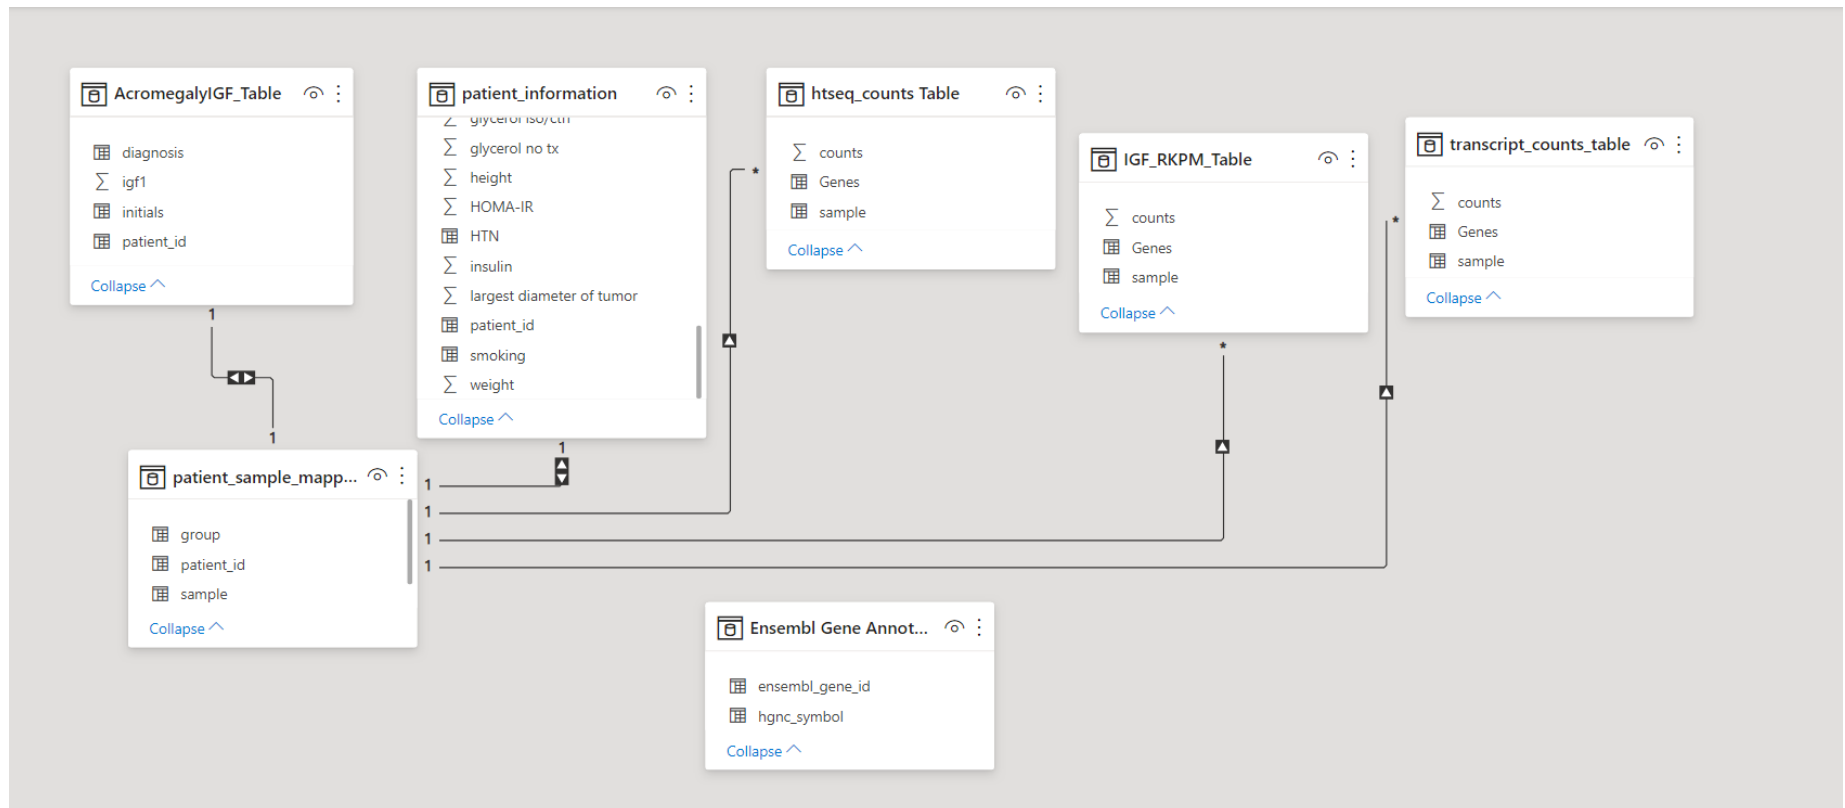 AcromegalyIGF_Table
diagnosis
igf1
initials
patient_id
Collapse
1
patient_information
glycerol iso/ctrl
glycerol no tx
height
HOMA-IR
HTN
insulin
largest diameter of tumor
patient_id
smoking
weight
Collapse
1
htseq_counts Table
counts
Genes
sample
Collapse
*
IGF_RKPM_Table
counts
Genes
sample
Collapse
*
transcript_counts_table
counts
Genes
sample
Collapse
*
1
patient_sample_mapp...
group
patient_id
sample
Collapse
1
1
1
1
Ensembl Gene Annot...
ensembl_gene_id
hgnc_symbol
Collapse